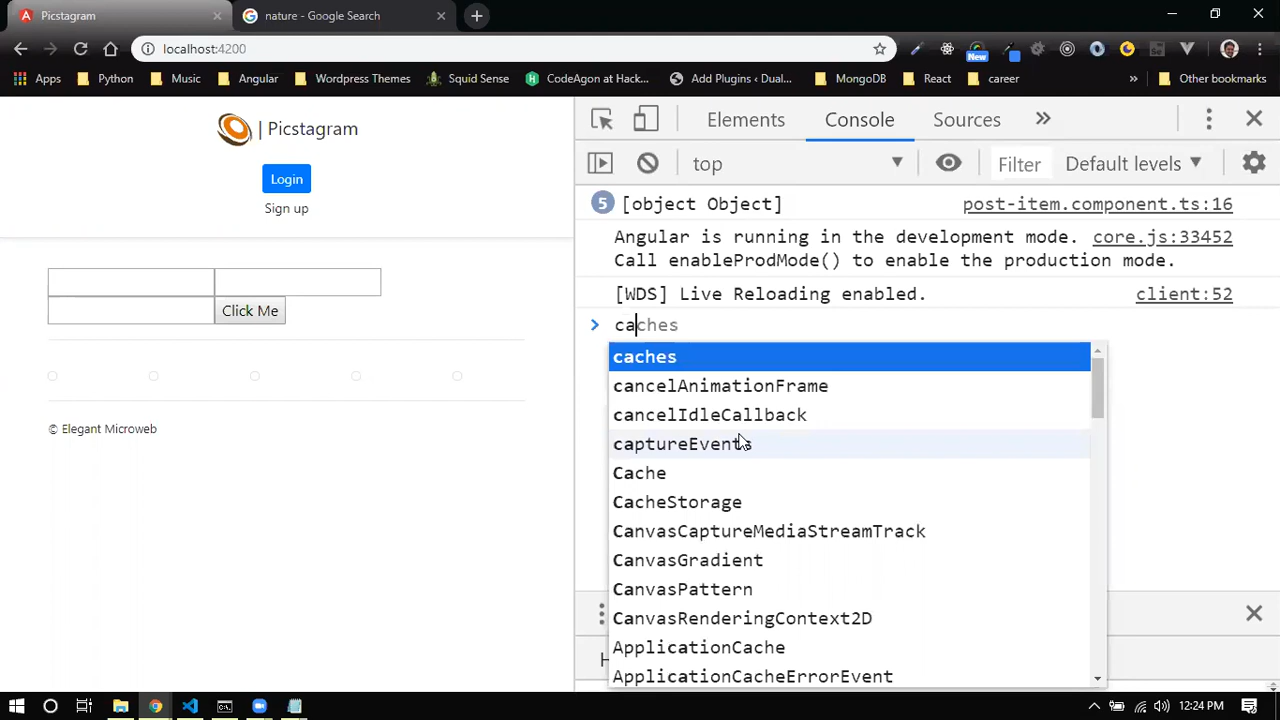 Picstagram
nature - Google Search
localhost:4200
New
Apps
Python
Music
Angular
Wordpress Themes
Squid Sense
CodeAgon at Hack...
Add Plugins ‹ Dual...
MongoDB
React
career
Other bookmarks
| Picstagram
Login
Sign up
Click Me
© Elegant Microweb
Elements
Console
Sources
top
Filter
Default levels
5 [object Object] post-item.component.ts:16
Angular is running in the development mode. core.js:33452
Call enableProdMode() to enable the production mode.
[WDS] Live Reloading enabled. client:52
caches
caches
cancelAnimationFrame
cancelIdleCallback
captureEvents
Cache
CacheStorage
CanvasCaptureMediaStreamTrack
CanvasGradient
CanvasPattern
CanvasRenderingContext2D
ApplicationCache
ApplicationCacheErrorEvent
12:24 PM